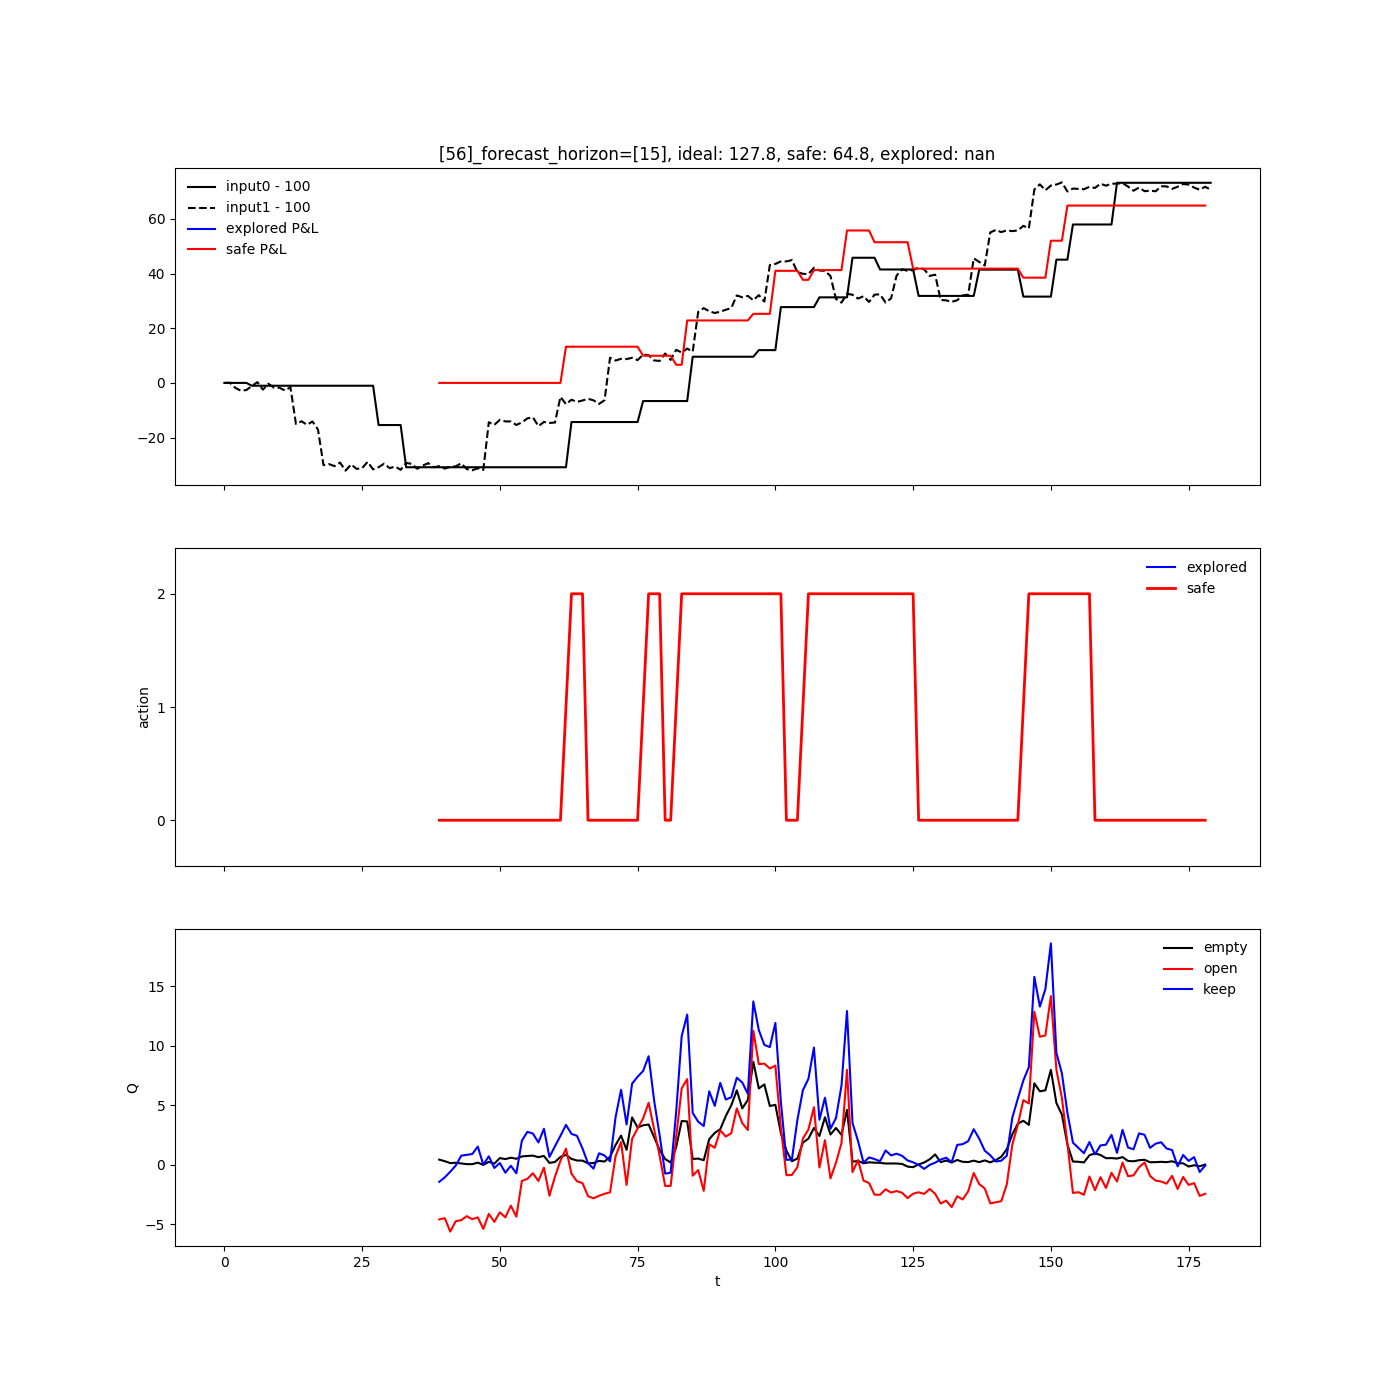 [56]_forecast_horizon=[15], ideal: 127.8, safe: 64.8, explored: nan
input0 - 100
input1 - 100
explored P&L
safe P&L
60
40
20
0
−20
explored
safe
2
1
0
action
empty
open
keep
15
10
5
0
−5
Q
0 25 50 75 100 125 150 175
t